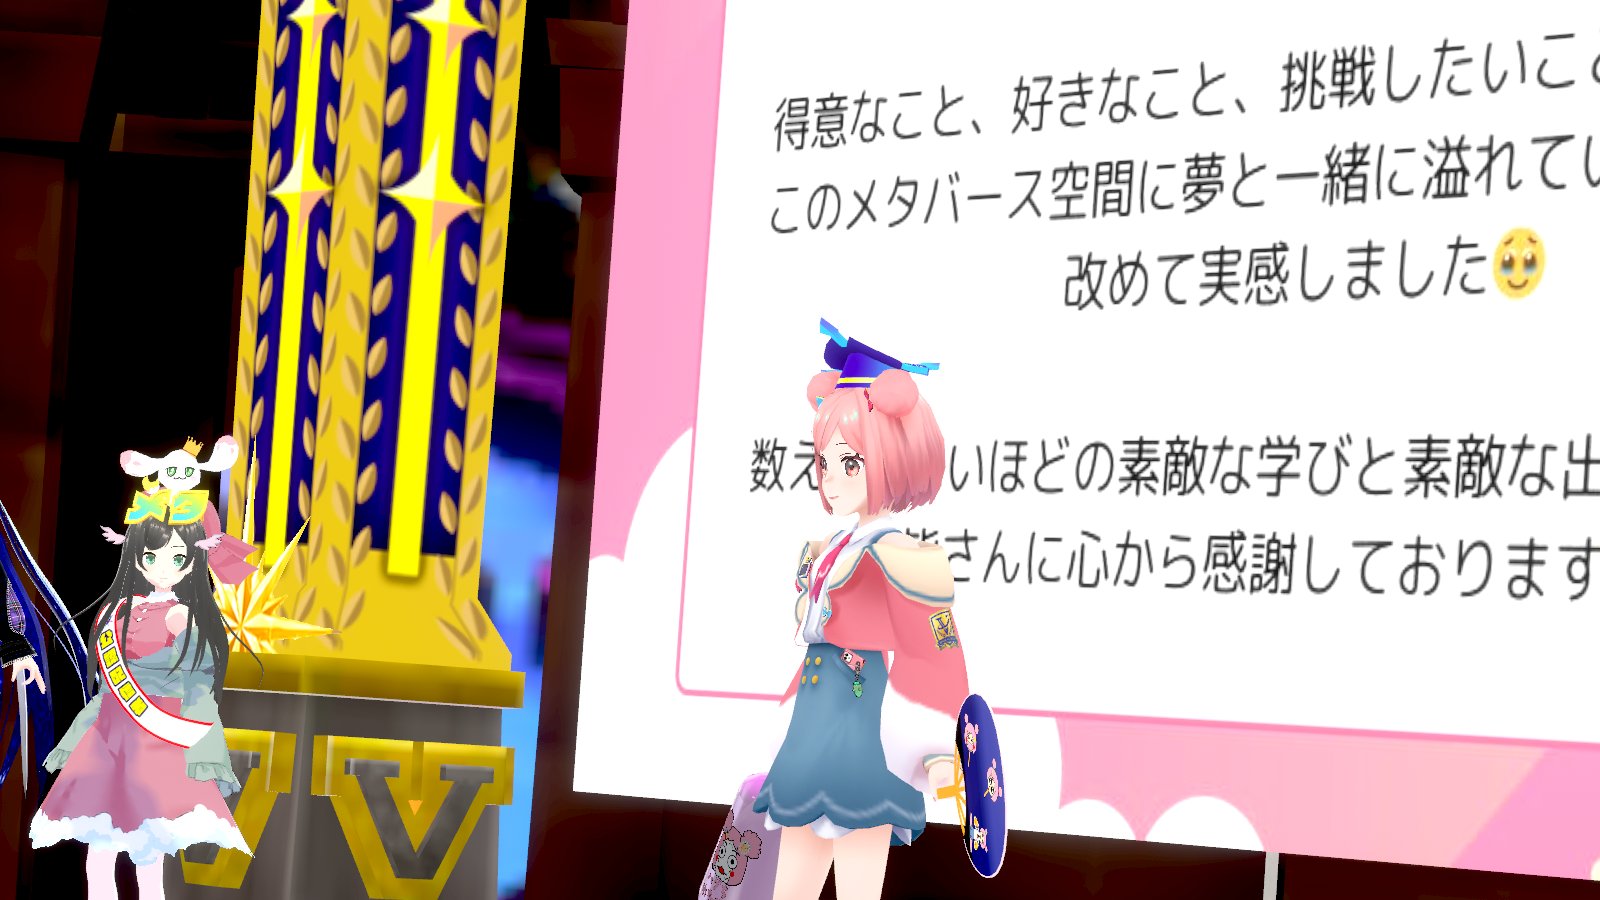 得意なこと、好きなこと、挑戦したいこ
このメタバース空間に夢と一緒に溢れてい
改めて実感しました🥹
数え いほどの素敵な学びと素敵な出
さんに心から感謝しております
メタ
V
V